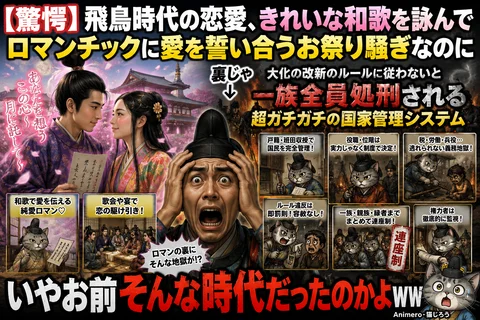 【驚愕】飛鳥時代の恋愛、きれいな和歌を詠んで
ロマンチックに愛を誓い合うお祭り騒ぎなのに
裏じゃ
大化の改新のルールに従わないと
一族全員処刑される
超ガチガチの国家管理システム
戸籍・班田収授で
国民を完全管理！
役職・位階は
実力じゃなく制度で決定！
税・労働・兵役…
逃れられない義務地獄！
和歌で愛を伝える
純愛ロマン♡
歌会や宴で
恋の駆け引き！
ロマンの裏に
そんな地獄が!?
ルール違反は
即罰則！容赦なし！
一族・親族・縁者まで
まとめて連座制！
連座制
権力者は
徹底的に監視！
いやお前 そんな時代だったのかよww
Animero・猫じろう